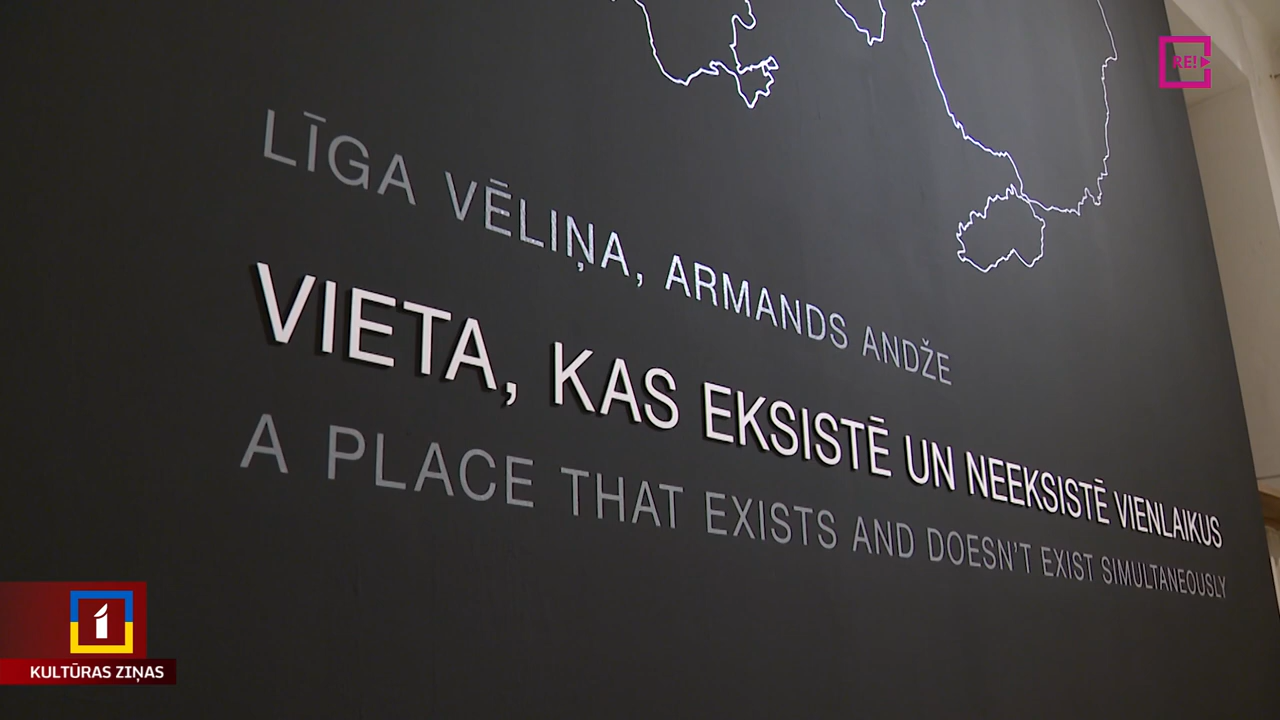 RE!
LĪGA VĒLIŅA, ARMANDS ANDŽE
VIETA, KAS EKSISTĒ UN NEEKSISTĒ VIENLAIKUS
A PLACE THAT EXISTS AND DOESN'T EXIST SIMULTANEOUSLY
1
KULTŪRAS ZIŅAS